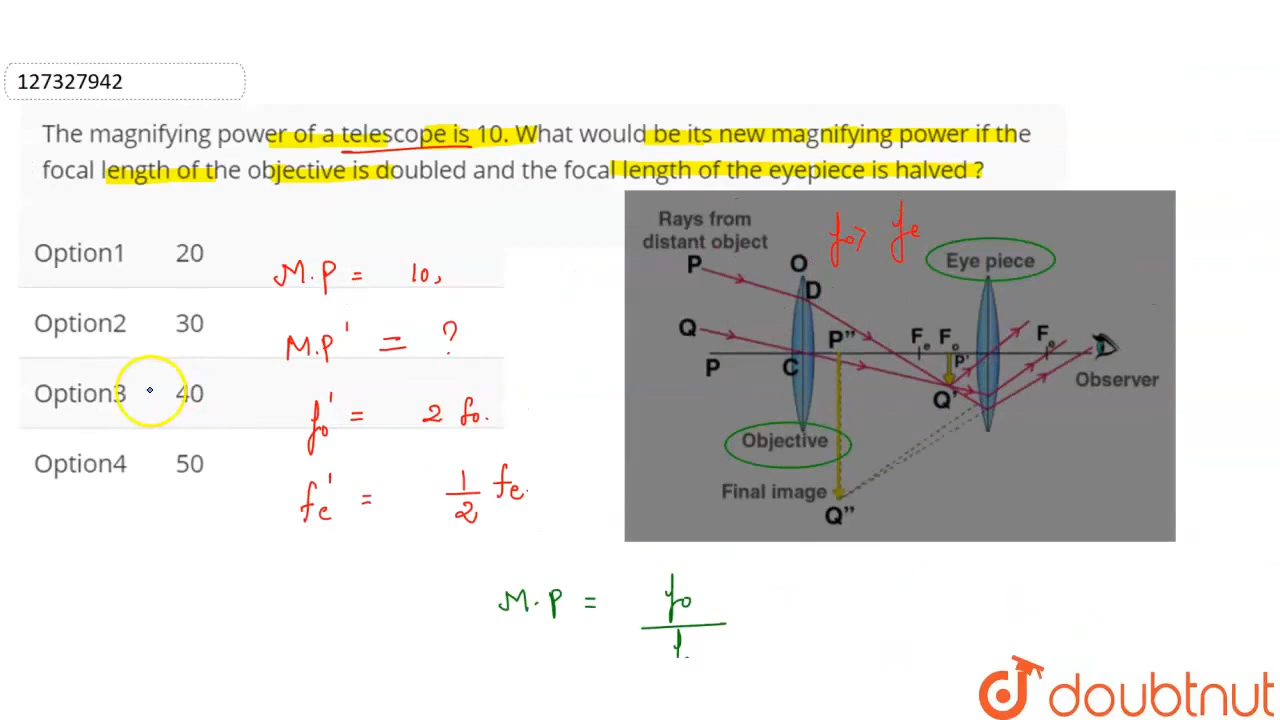 127327942
The magnifying power of a telescope is 10. What would be its new magnifying power if the
focal length of the objective is doubled and the focal length of the eyepiece is halved ?
Option1 20
Option2 30
Option3 40
Option4 50
M.P = 10,
M.P' = ?
fo' = 2 fo.
fe' = 1/2 fe.
fo > fe
Rays from
distant object
P
O
D
Eye piece
Q
P"
Fe
Fo
P'
Fe
P
C
Q'
Observer
Objective
Final image
Q"
M.P = fo
doubtnut